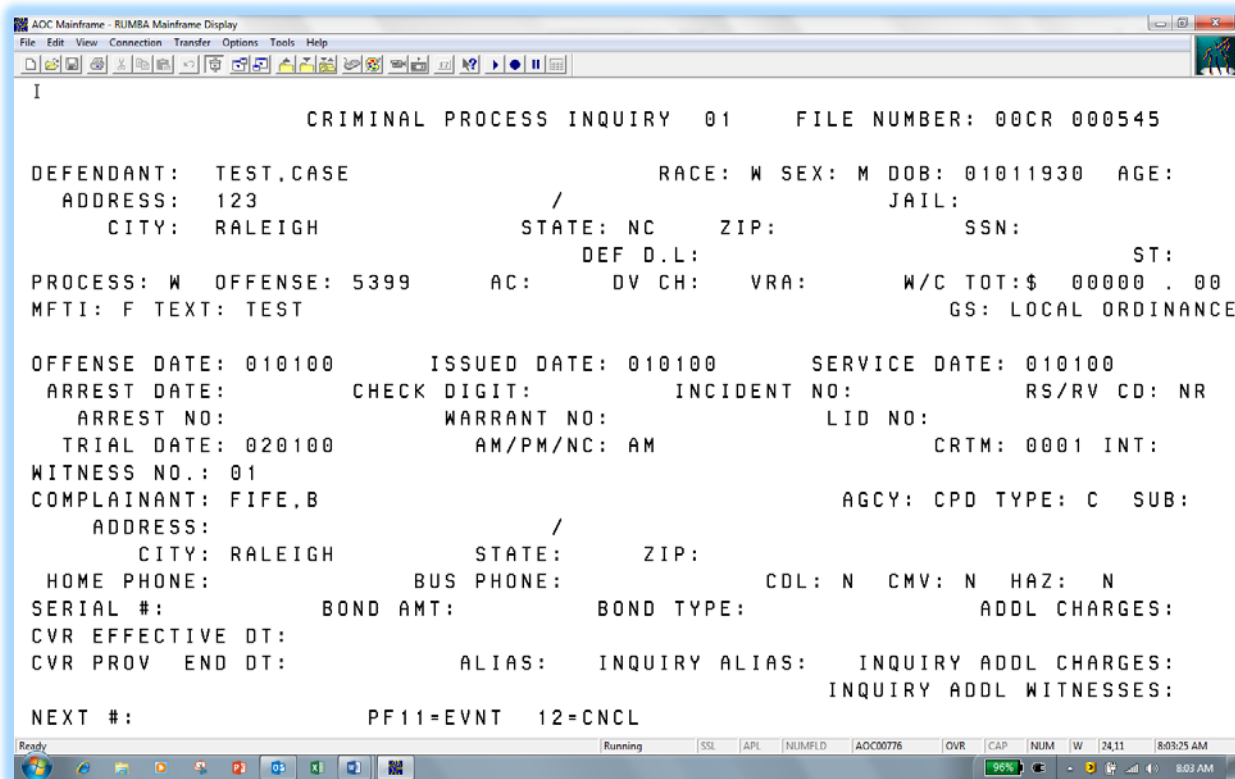 AOC Mainframe - RUMBA Mainframe Display
File Edit View Connection Transfer Options Tools Help
I
CRIMINAL PROCESS INQUIRY 01 FILE NUMBER: 00CR 000545
DEFENDANT: TEST,CASE RACE: W SEX: M DOB: 01011930 AGE:
ADDRESS: 123 / JAIL:
CITY: RALEIGH STATE: NC ZIP: SSN:
DEF D.L: ST:
PROCESS: W OFFENSE: 5399 AC: DV CH: VRA: W/C TOT:$ 00000 . 00
MFTI: F TEXT: TEST GS: LOCAL ORDINANCE
OFFENSE DATE: 010100 ISSUED DATE: 010100 SERVICE DATE: 010100
ARREST DATE: CHECK DIGIT: INCIDENT NO: RS/RV CD: NR
ARREST NO: WARRANT NO: LID NO:
TRIAL DATE: 020100 AM/PM/NC: AM CRTM: 0001 INT:
WITNESS NO.: 01
COMPLAINANT: FIFE,B AGCY: CPD TYPE: C SUB:
ADDRESS: /
CITY: RALEIGH STATE: ZIP:
HOME PHONE: BUS PHONE: CDL: N CMV: N HAZ: N
SERIAL #: BOND AMT: BOND TYPE: ADDL CHARGES:
CVR EFFECTIVE DT:
CVR PROV END DT: ALIAS: INQUIRY ALIAS: INQUIRY ADDL CHARGES:
INQUIRY ADDL WITNESSES:
NEXT #: PF11=EVNT 12=CNCL
Ready Running SSL APL NUMFLD AOC00776 OVR CAP NUM W 24,11 8:03:25 AM
96% 8:03 AM